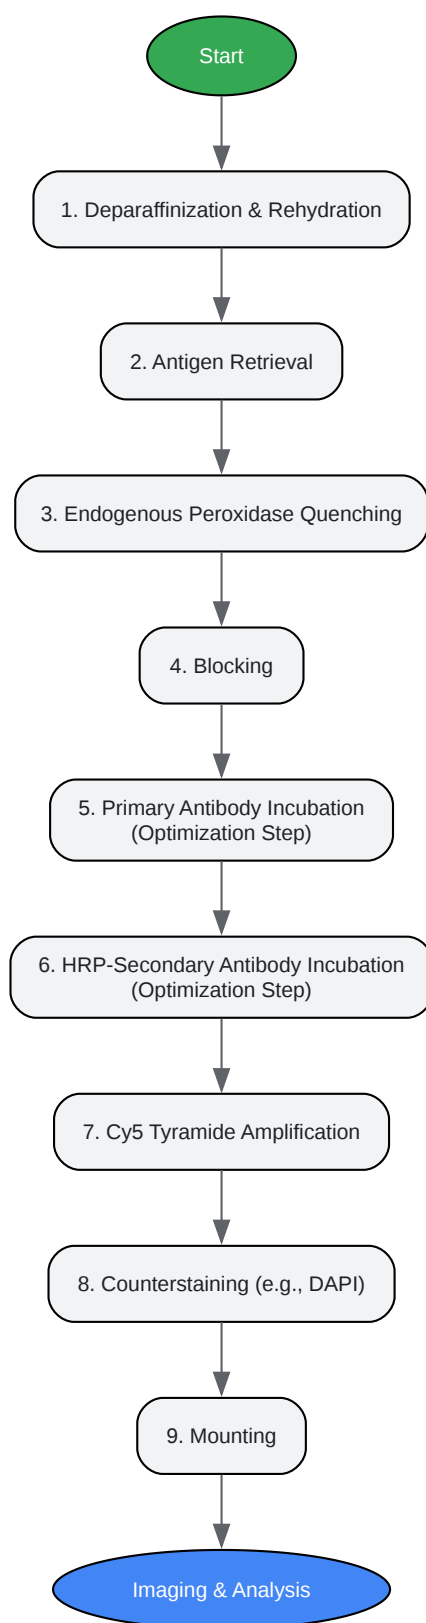 Start
1. Deparaffinization & Rehydration
2. Antigen Retrieval
3. Endogenous Peroxidase Quenching
4. Blocking
5. Primary Antibody Incubation
(Optimization Step)
6. HRP-Secondary Antibody Incubation
(Optimization Step)
7. Cy5 Tyramide Amplification
8. Counterstaining (e.g., DAPI)
9. Mounting
Imaging & Analysis